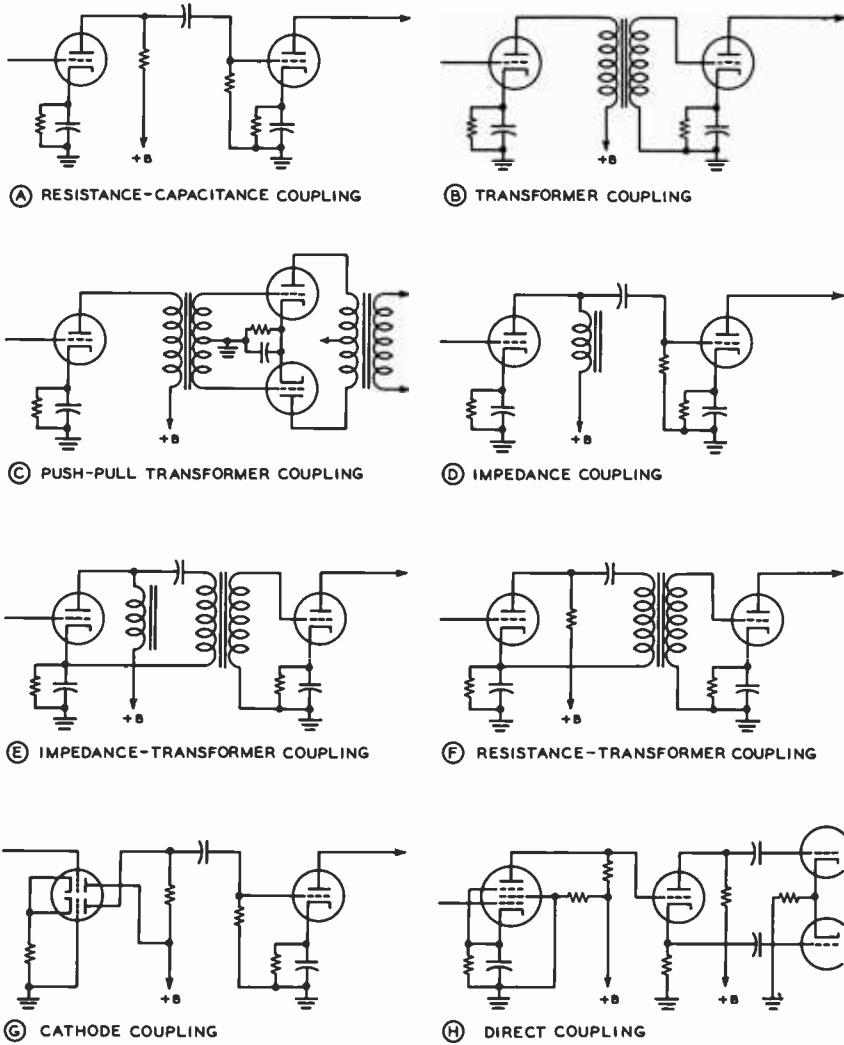 +B
Ⓐ RESISTANCE-CAPACITANCE COUPLING
+B
Ⓑ TRANSFORMER COUPLING
+B
Ⓒ PUSH-PULL TRANSFORMER COUPLING
+B
Ⓓ IMPEDANCE COUPLING
+B
Ⓔ IMPEDANCE-TRANSFORMER COUPLING
+B
Ⓕ RESISTANCE-TRANSFORMER COUPLING
+B
Ⓖ CATHODE COUPLING
+B
+B
Ⓗ DIRECT COUPLING